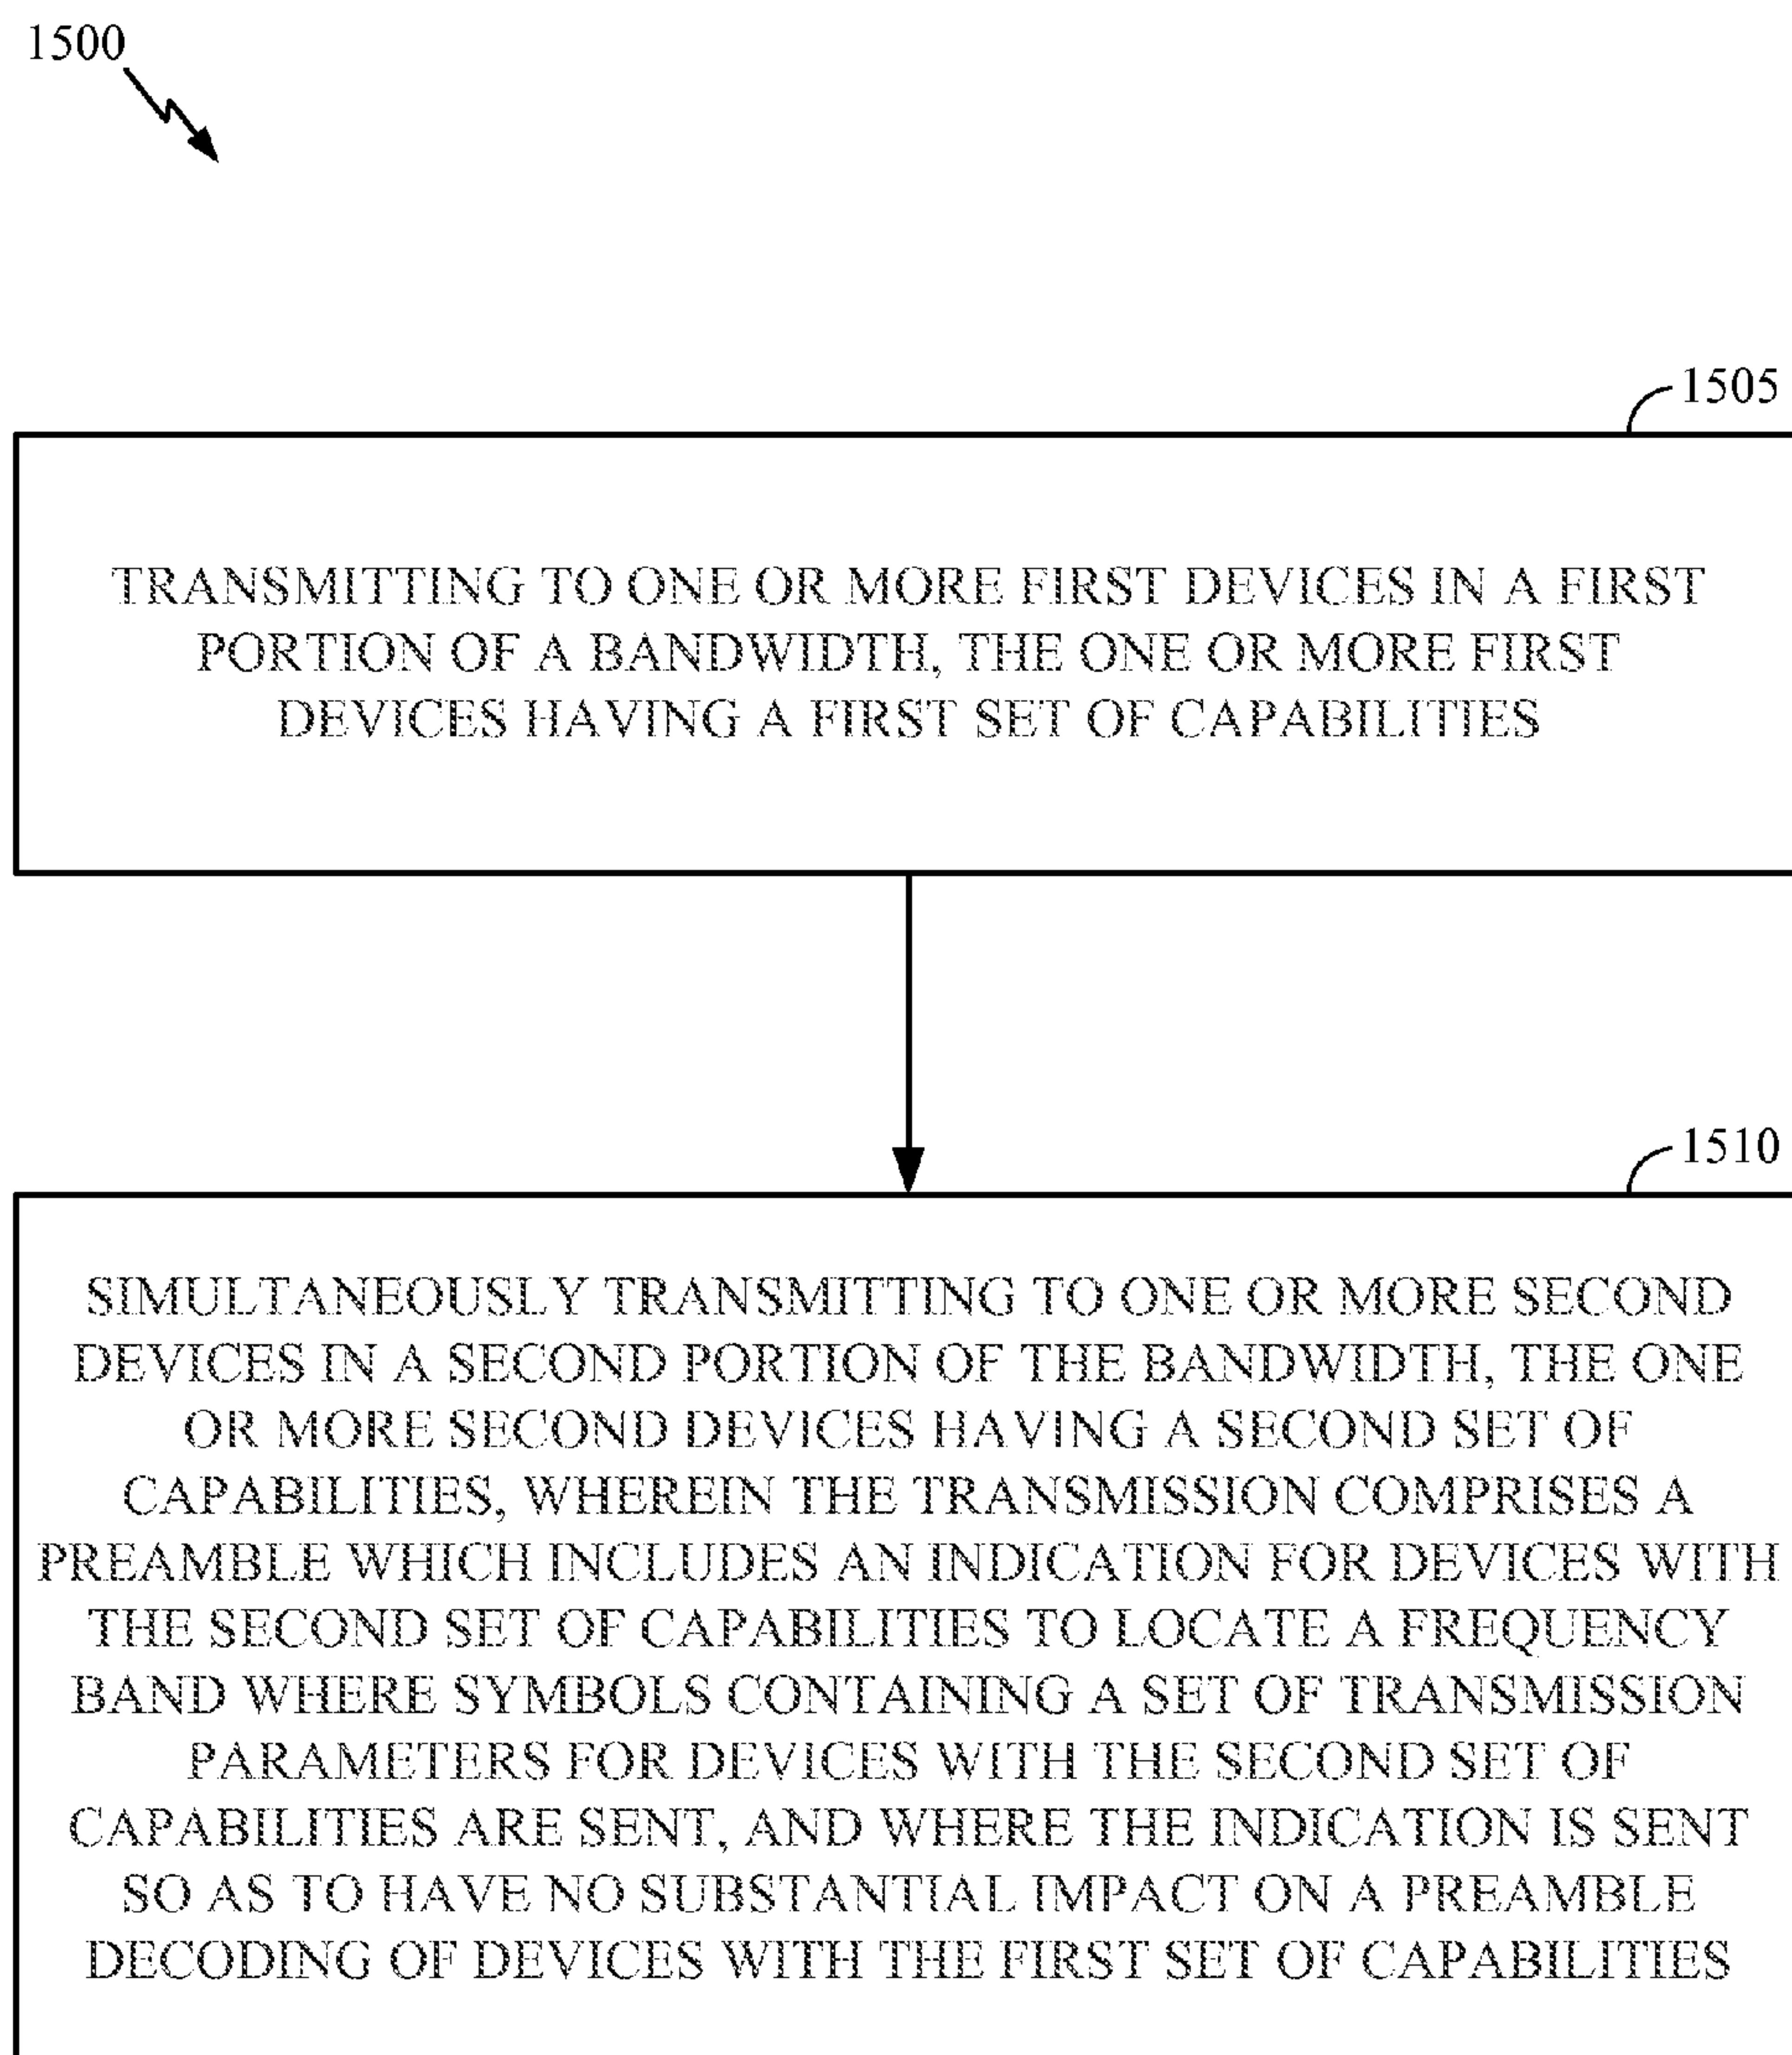 1500
1505
TRANSMITTING TO ONE OR MORE FIRST DEVICES IN A FIRST
PORTION OF A BANDWIDTH, THE ONE OR MORE FIRST
DEVICES HAVING A FIRST SET OF CAPABILITIES
1510
SIMULTANEOUSLY TRANSMITTING TO ONE OR MORE SECOND
DEVICES IN A SECOND PORTION OF THE BANDWIDTH, THE ONE
OR MORE SECOND DEVICES HAVING A SECOND SET OF
CAPABILITIES, WHEREIN THE TRANSMISSION COMPRISES A
PREAMBLE WHICH INCLUDES AN INDICATION FOR DEVICES WITH
THE SECOND SET OF CAPABILITIES TO LOCATE A FREQUENCY
BAND WHERE SYMBOLS CONTAINING A SET OF TRANSMISSION
PARAMETERS FOR DEVICES WITH THE SECOND SET OF
CAPABILITIES ARE SENT, AND WHERE THE INDICATION IS SENT
SO AS TO HAVE NO SUBSTANTIAL IMPACT ON A PREAMBLE
DECODING OF DEVICES WITH THE FIRST SET OF CAPABILITIES